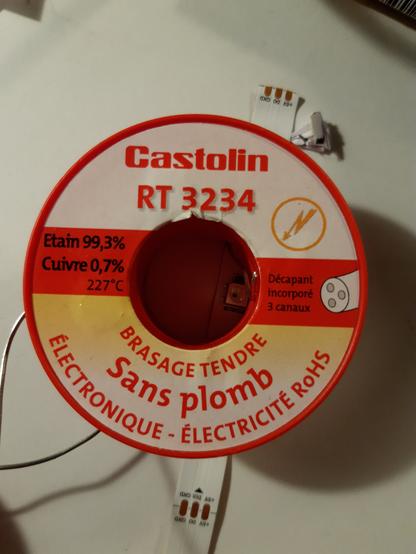 Castolin
RT 3234
Etain 99,3%
Cuivre 0,7%
227°C
Décapant
incorporé
3 canaux
BRASAGE TENDRE
Sans plomb
ÉLECTRONIQUE - ÉLECTRICITÉ RoHS